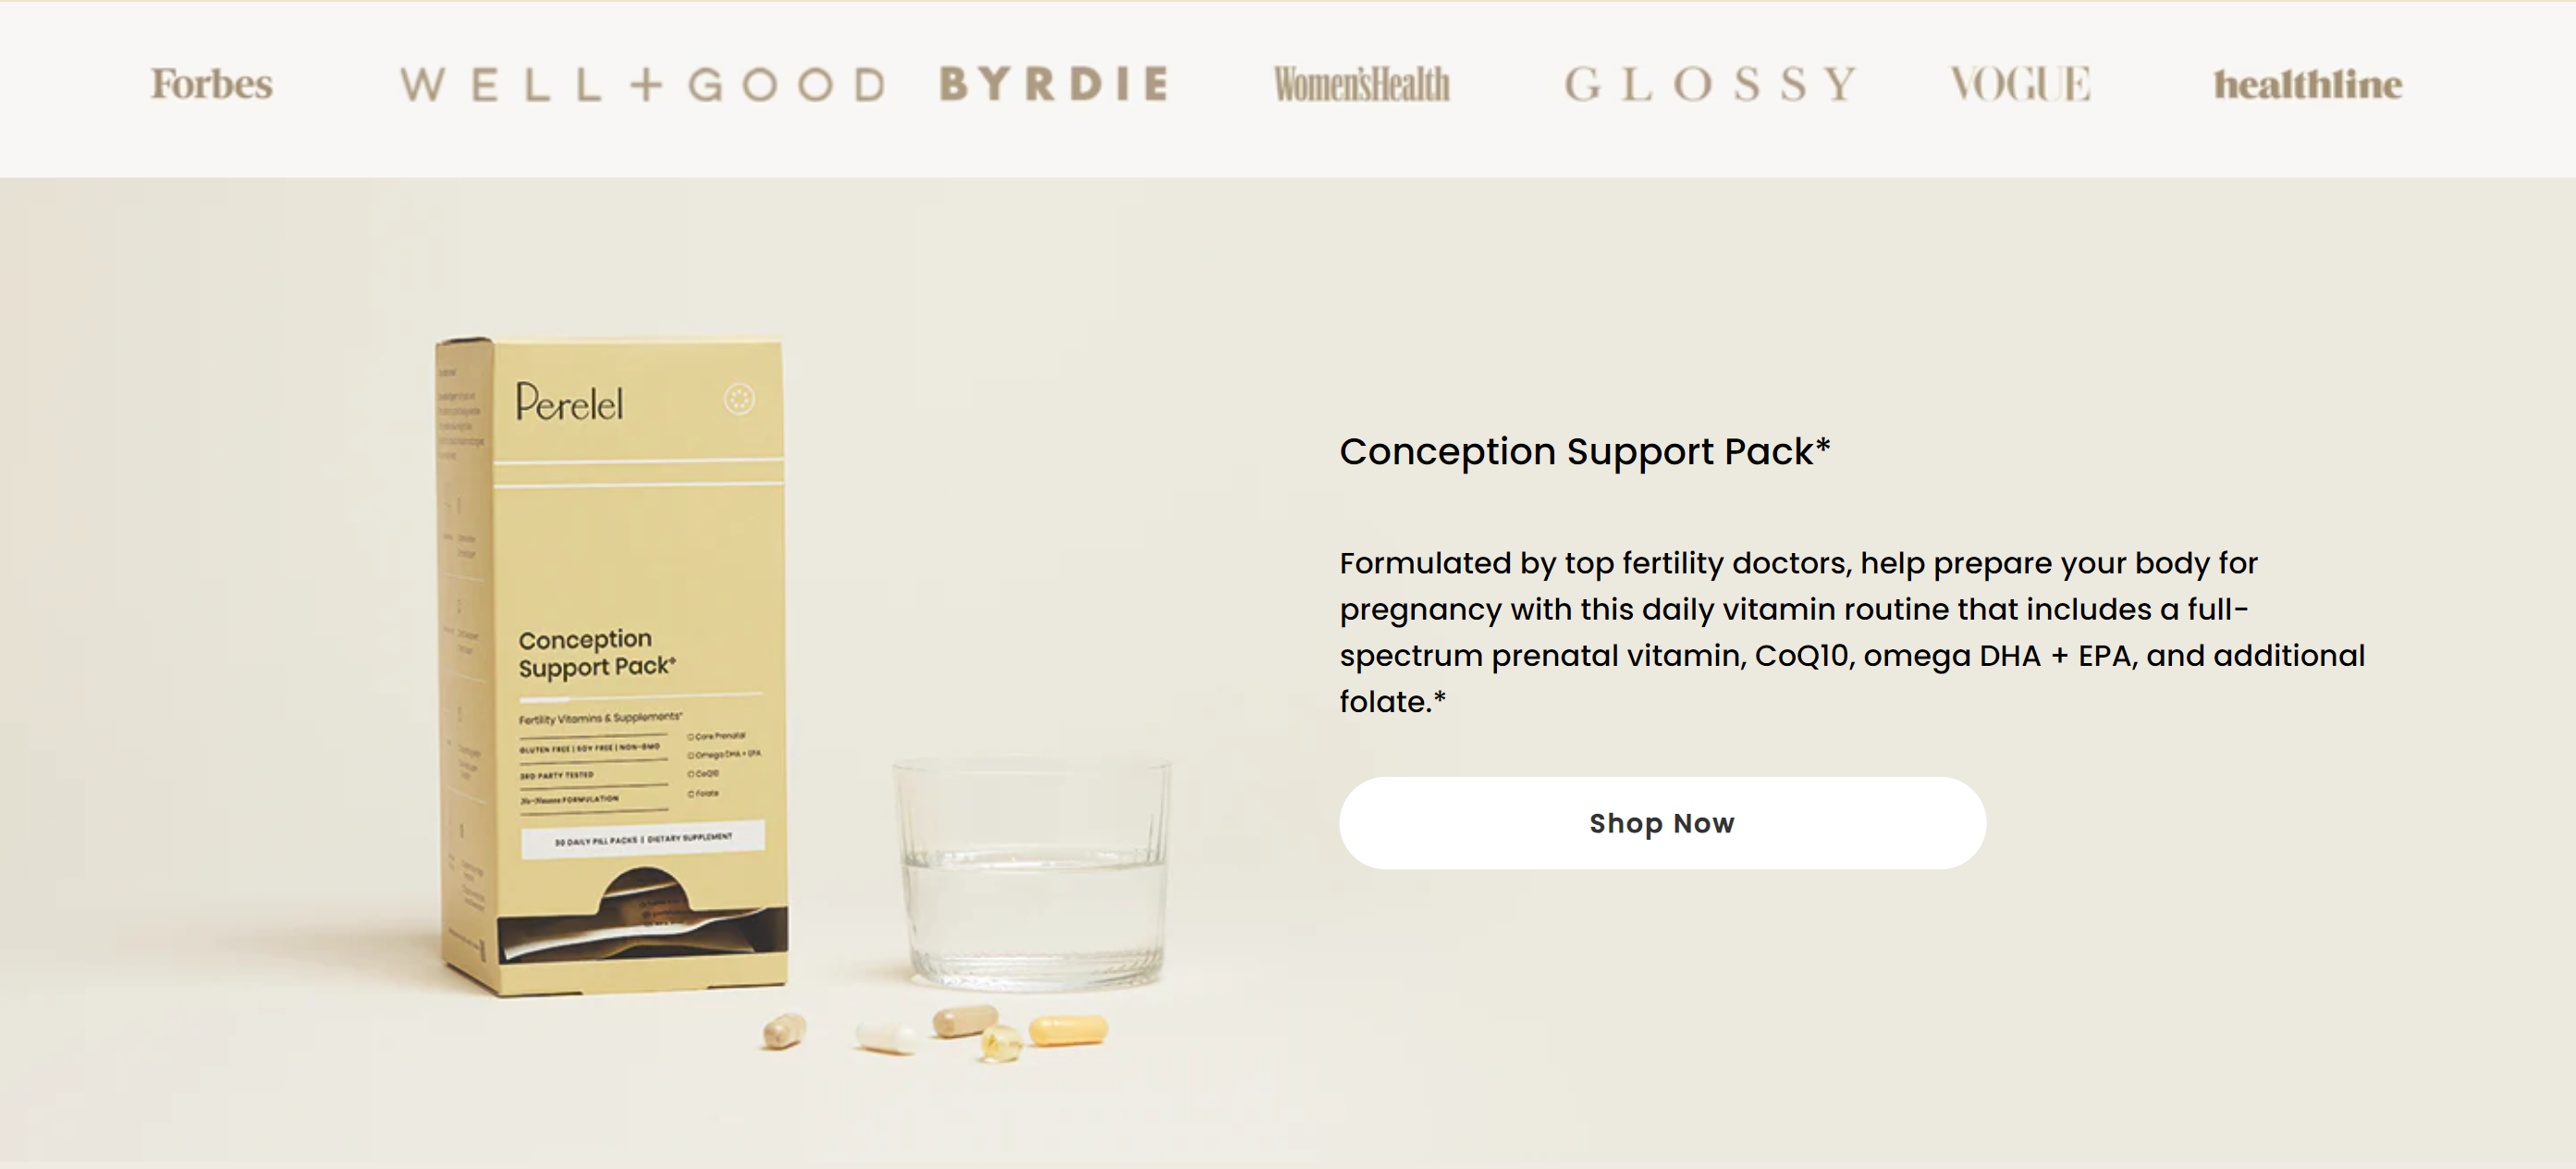 Forbes
WELL+GOOD
BYRDIE
Women'sHealth
GLOSSY
VOGUE
healthline
Perelel
Conception
Support Pack*
Fertility Vitamins & Supplements*
GLUTEN FREE | SOY FREE | NON-GMO
3RD PARTY TESTED
No-Nausea FORMULATION
Core Prenatal
Omega DHA + EPA
CoQ10
Folate
30 DAILY PILL PACKS | DIETARY SUPPLEMENT
Conception Support Pack*
Formulated by top fertility doctors, help prepare your body for
pregnancy with this daily vitamin routine that includes a full-
spectrum prenatal vitamin, CoQ10, omega DHA + EPA, and additional
folate.*
Shop Now